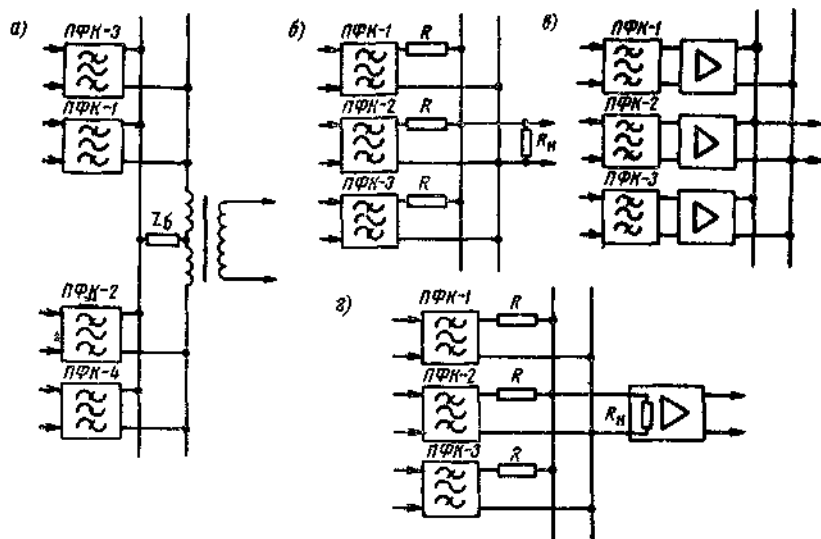 а)
ПФК-3
ПФК-1
Zб
ПФК-2
ПФК-4
б)
ПФК-1
R
ПФК-2
R
Rн
ПФК-3
R
в)
ПФК-1
ПФК-2
ПФК-3
г)
ПФК-1
R
ПФК-2
R
Rн
ПФК-3
R